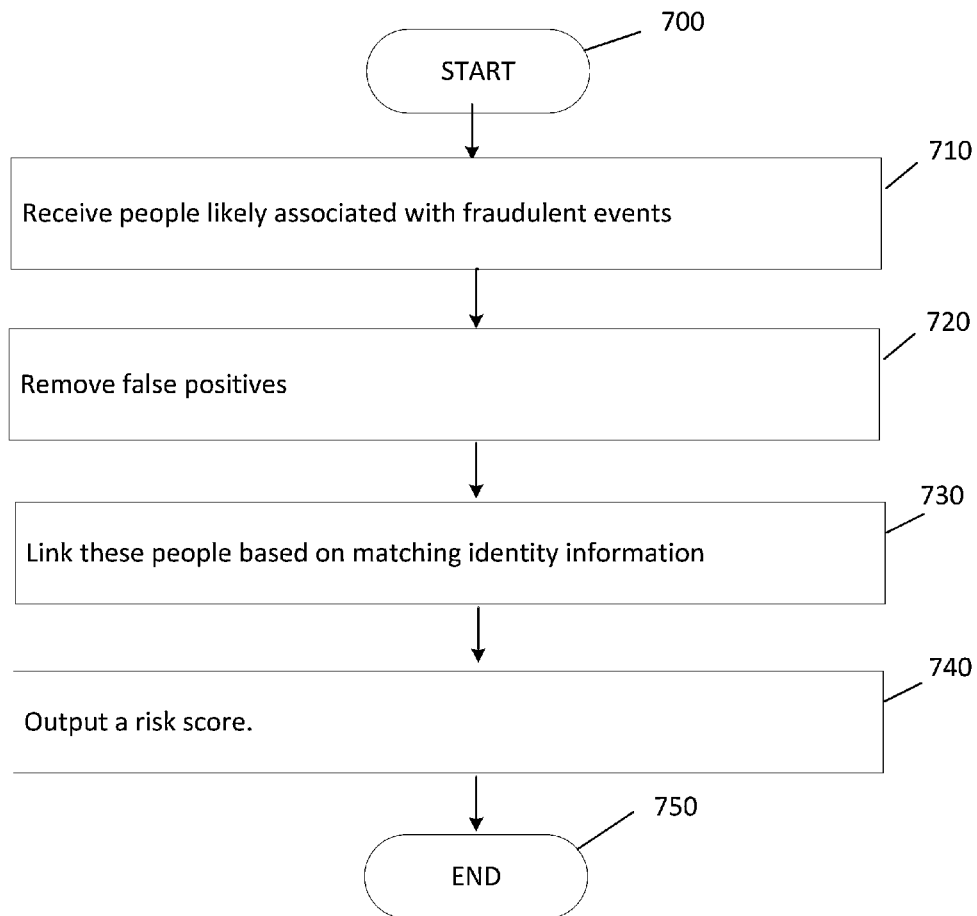 700
START
710
Receive people likely associated with fraudulent events
720
Remove false positives
730
Link these people based on matching identity information
740
Output a risk score.
750
END